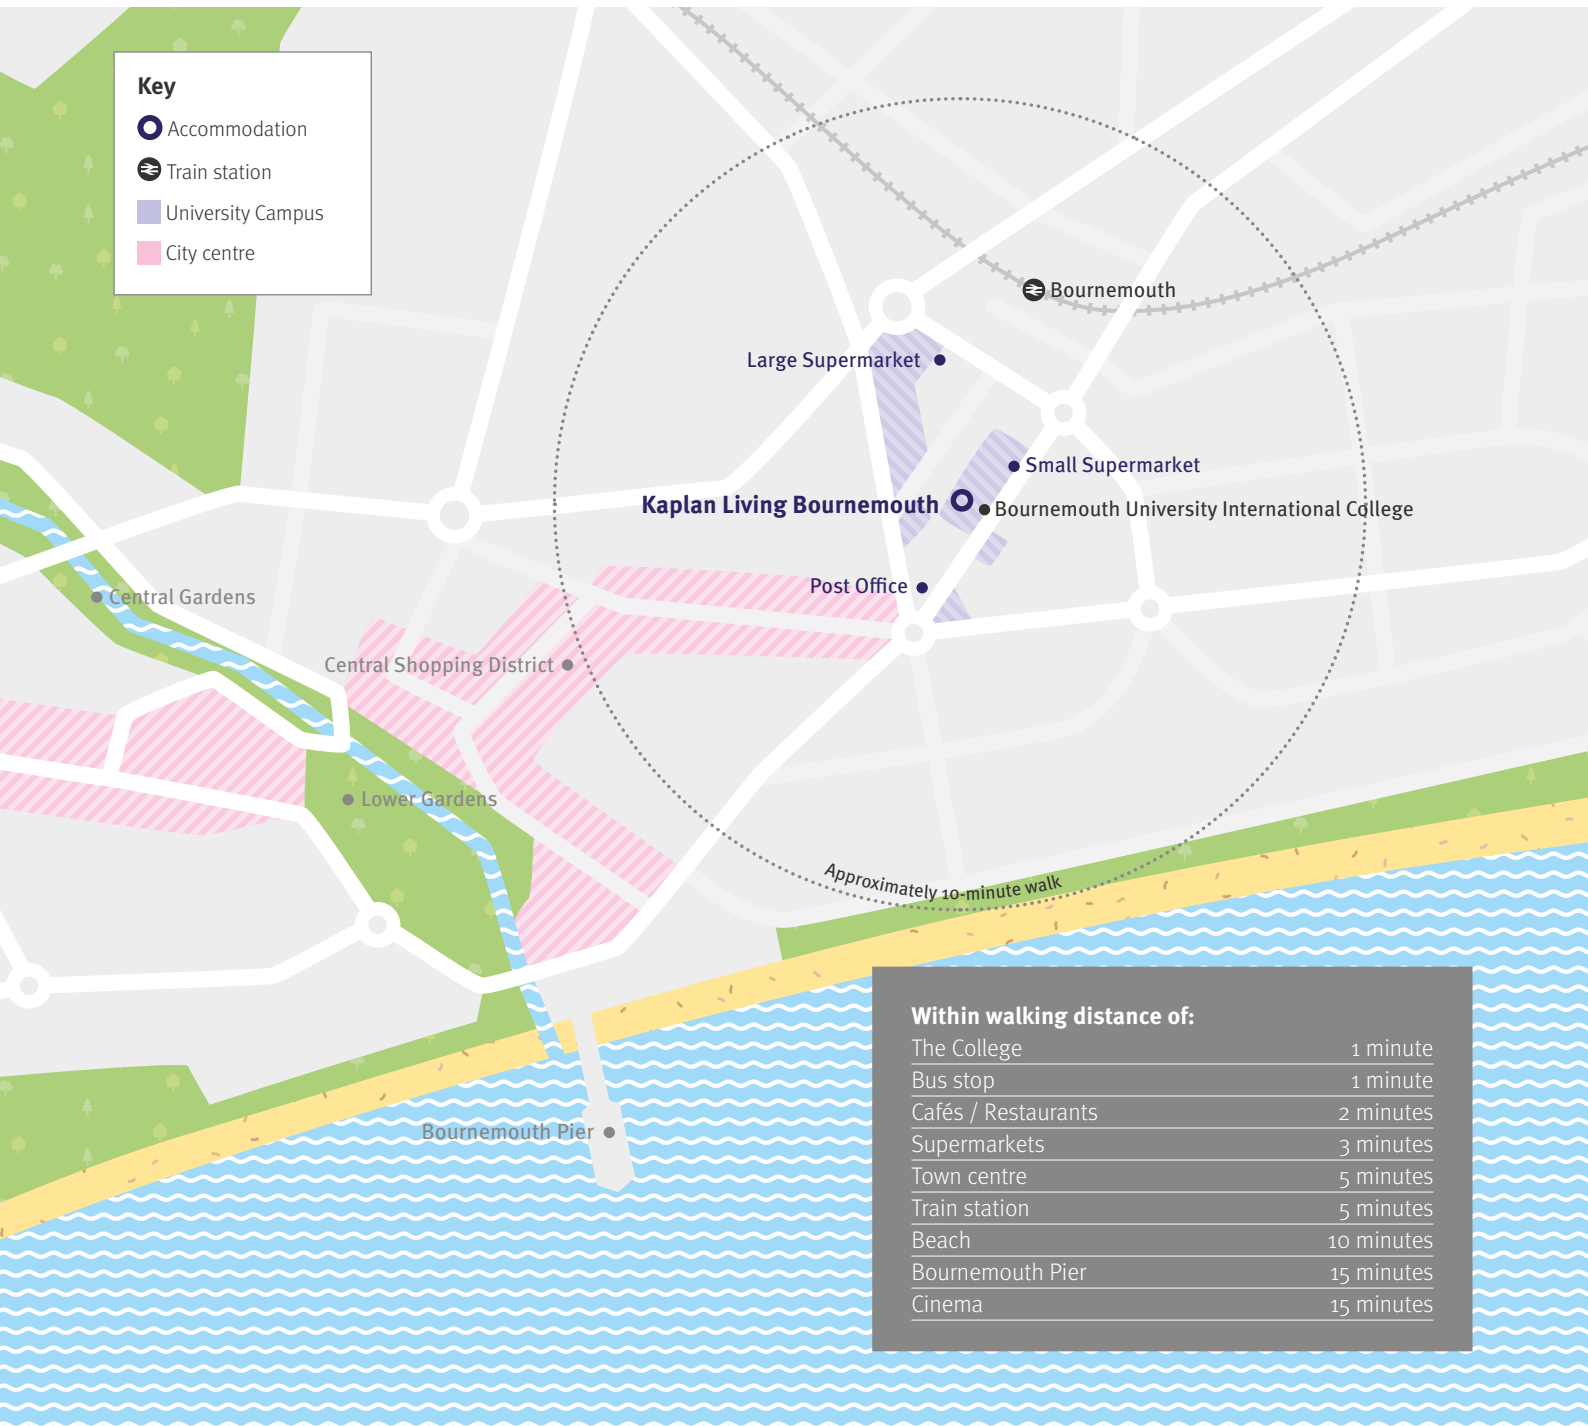 Key
Accommodation
Train station
University Campus
City centre
Bournemouth
Large Supermarket
Small Supermarket
Kaplan Living Bournemouth
Bournemouth University International College
Post Office
Central Gardens
Central Shopping District
Lower Gardens
Approximately 10-minute walk
Bournemouth Pier
Within walking distance of:
The College 1 minute
Bus stop 1 minute
Cafés / Restaurants 2 minutes
Supermarkets 3 minutes
Town centre 5 minutes
Train station 5 minutes
Beach 10 minutes
Bournemouth Pier 15 minutes
Cinema 15 minutes